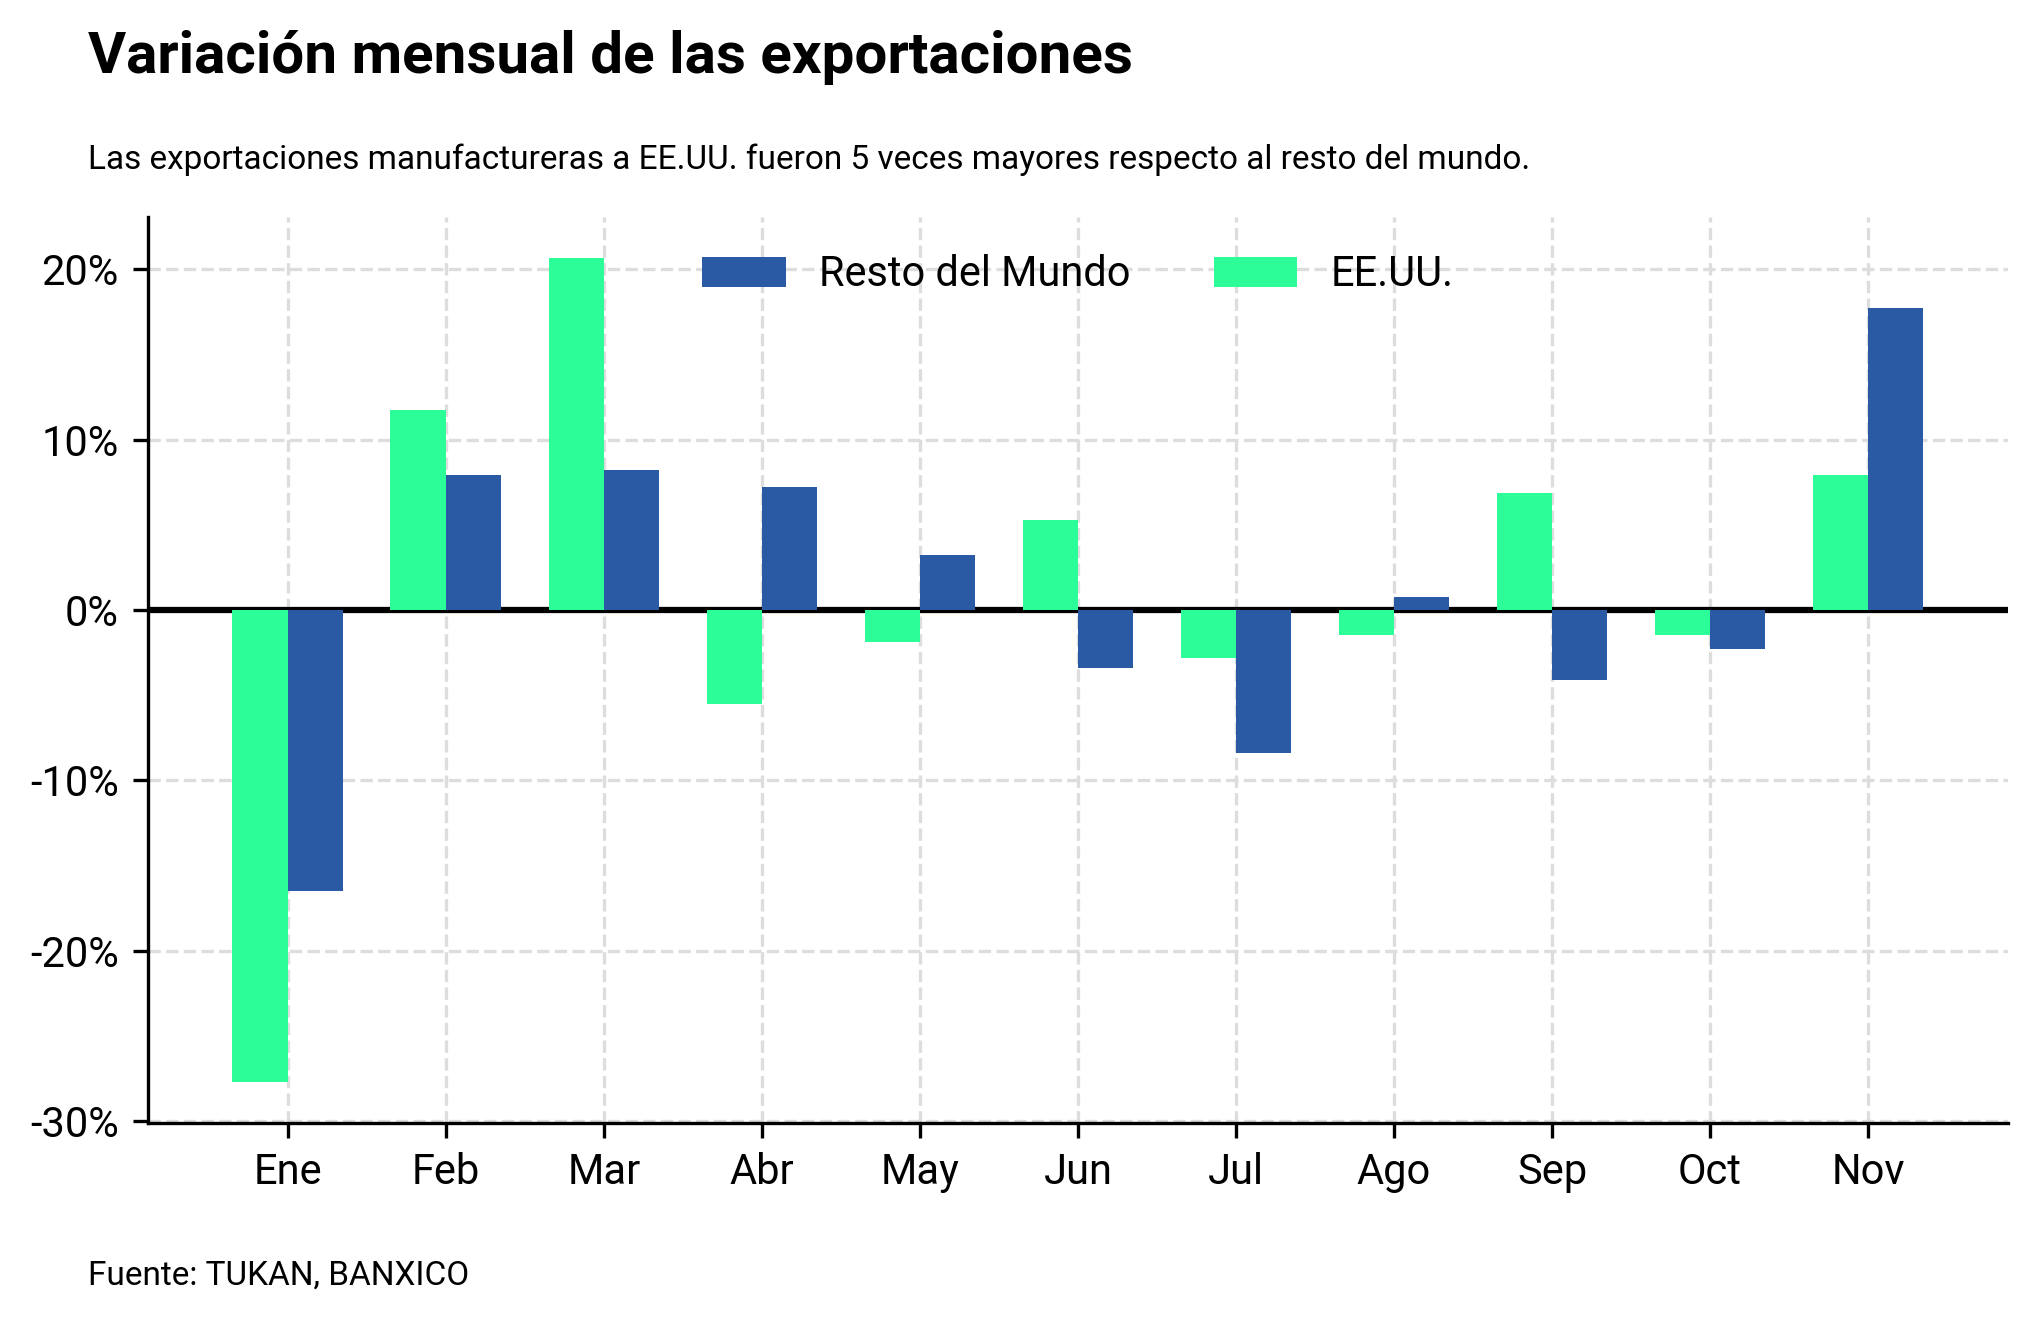 Variación mensual de las exportaciones
Las exportaciones manufactureras a EE.UU. fueron 5 veces mayores respecto al resto del mundo.
Resto del Mundo
EE.UU.
20%
10%
0%
-10%
-20%
-30%
Ene
Feb
Mar
Abr
May
Jun
Jul
Ago
Sep
Oct
Nov
Fuente: TUKAN, BANXICO